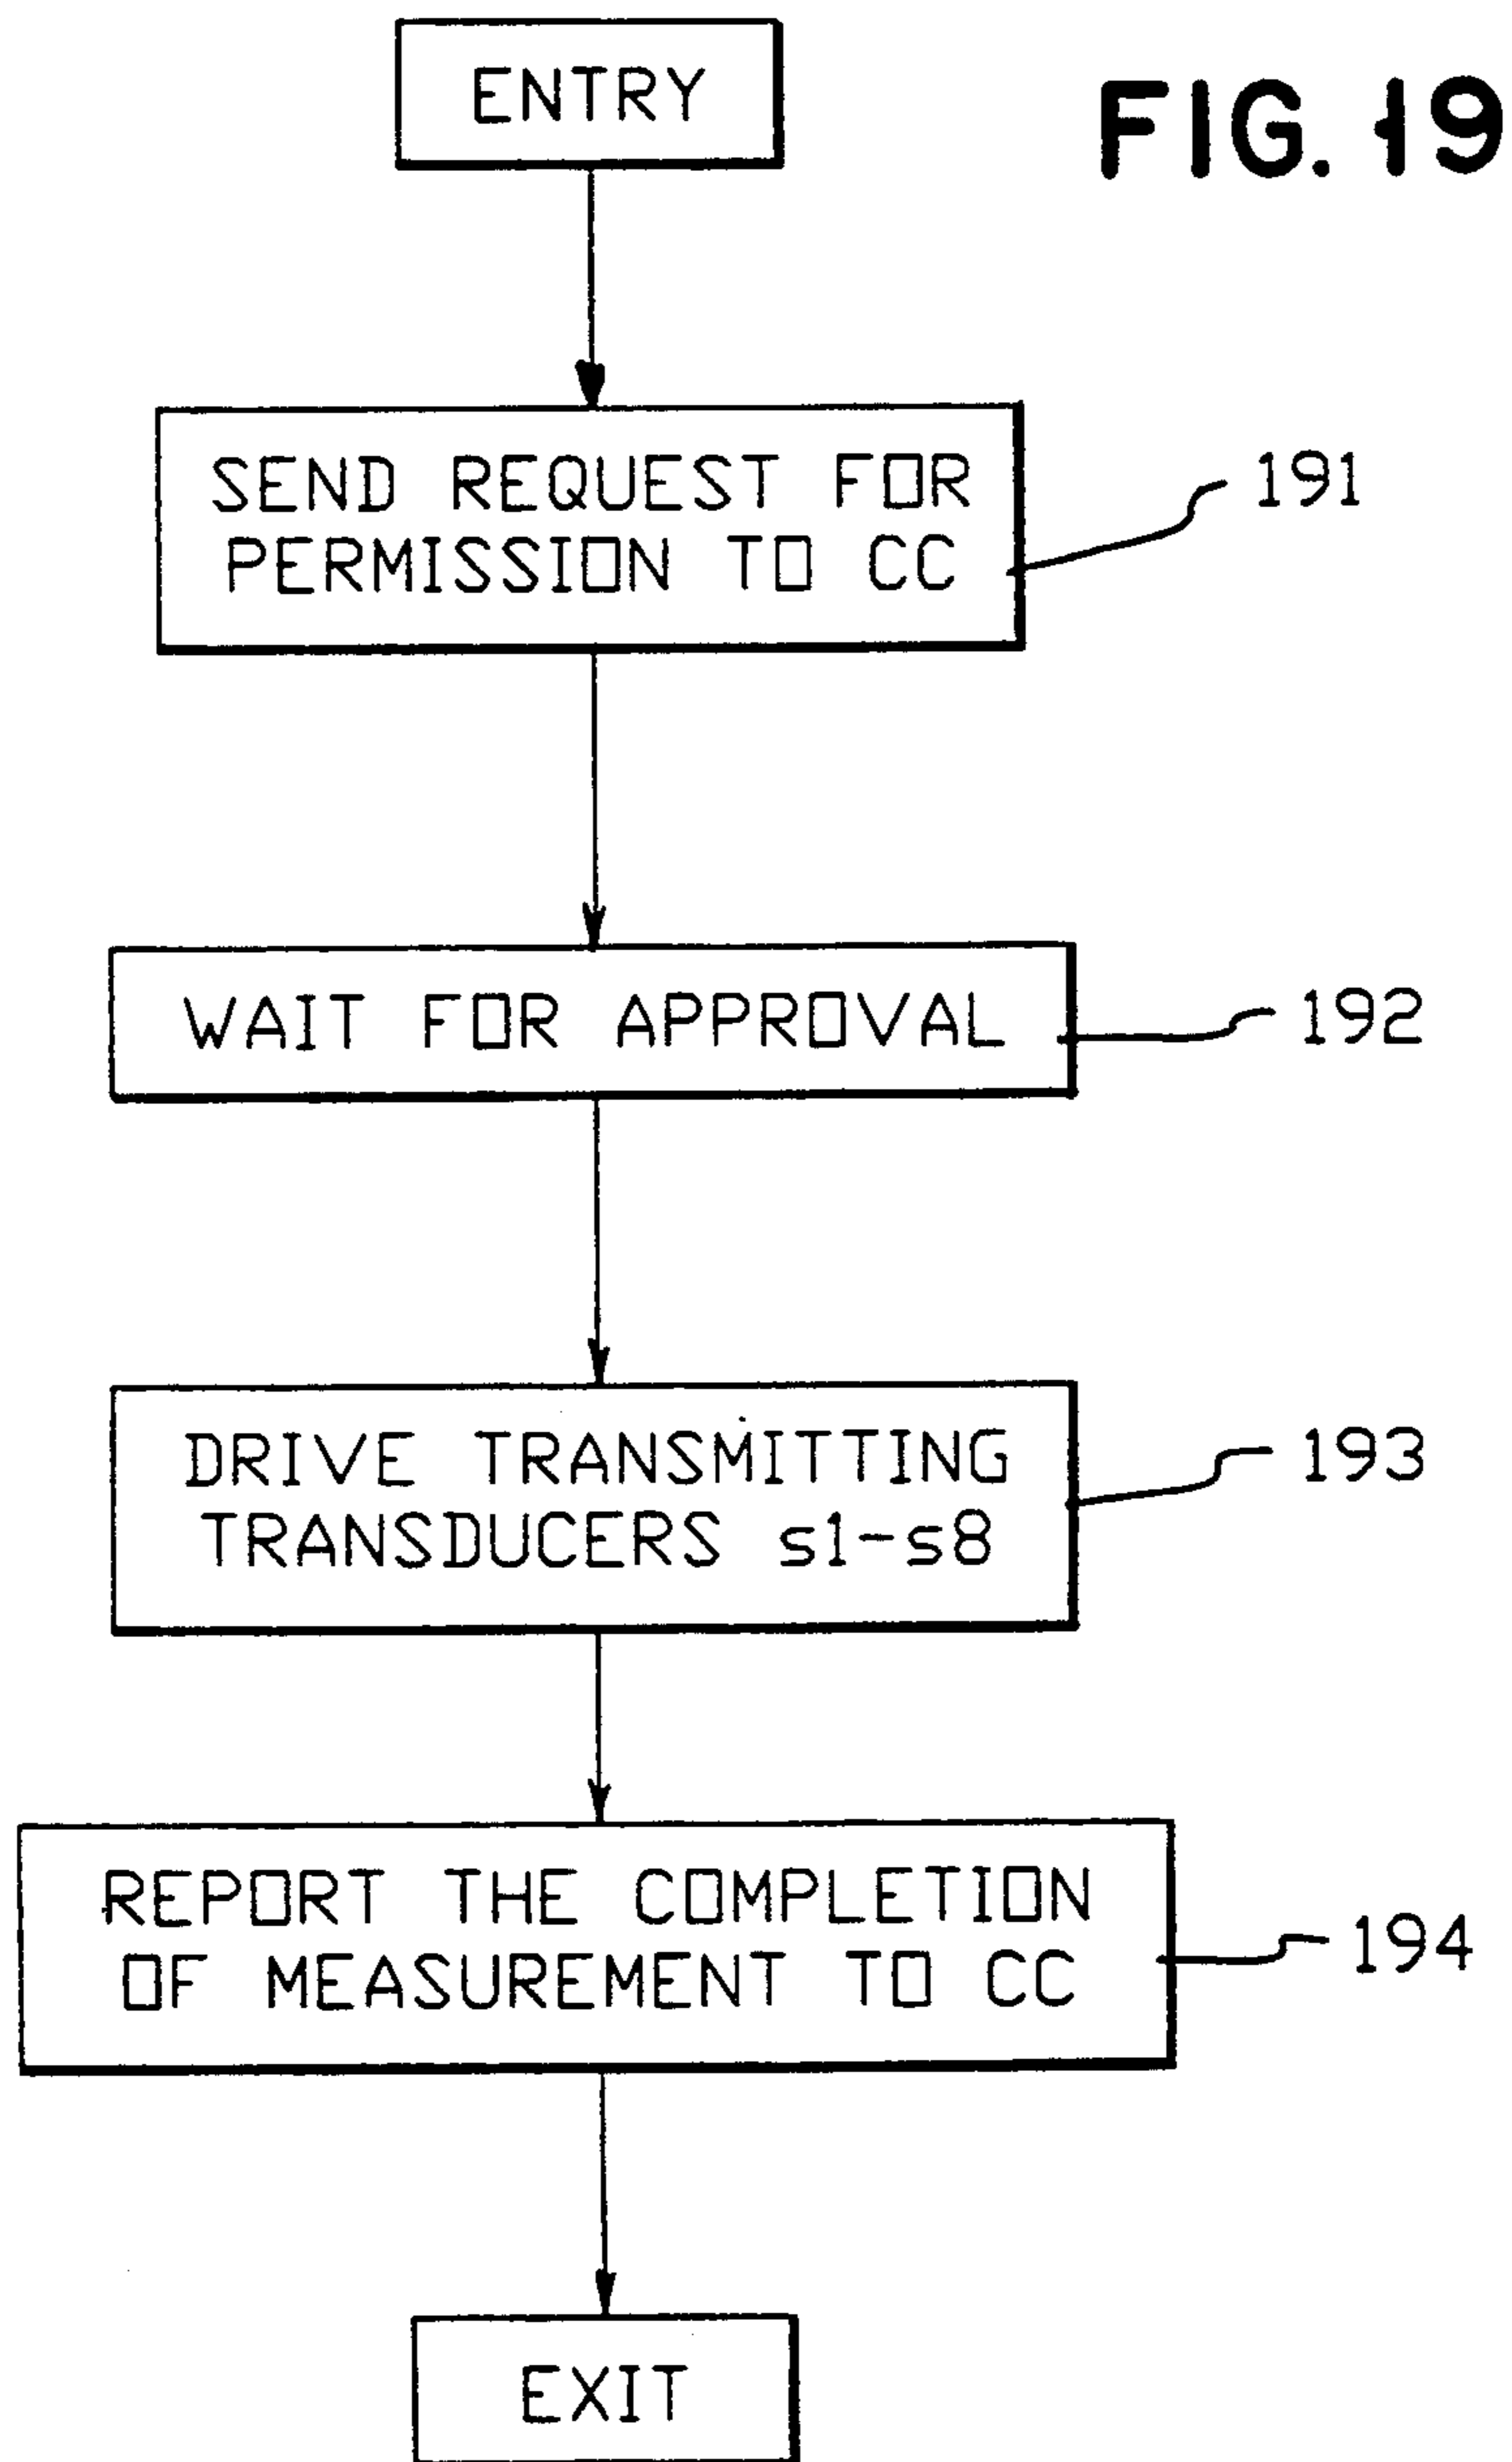 FIG. 19
ENTRY
SEND REQUEST FOR
PERMISSION TO CC
191
WAIT FOR APPROVAL
192
DRIVE TRANSMITTING
TRANSDUCERS s1-s8
193
REPORT THE COMPLETION
OF MEASUREMENT TO CC
194
EXIT